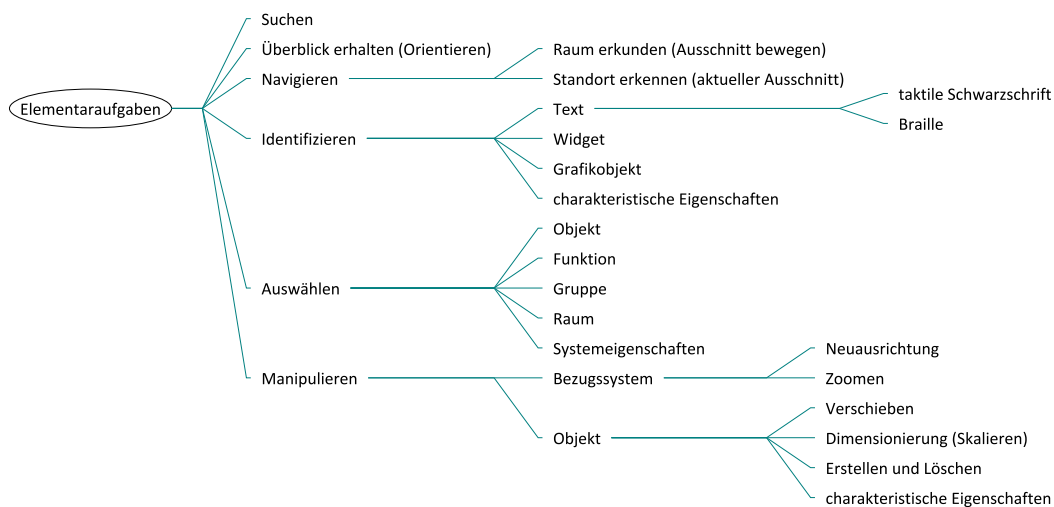 Elementaraufgaben
Suchen
Überblick erhalten (Orientieren)
Navigieren
Raum erkunden (Ausschnitt bewegen)
Standort erkennen (aktueller Ausschnitt)
Identifizieren
Text
taktile Schwarzschrift
Braille
Widget
Grafikobjekt
charakteristische Eigenschaften
Auswählen
Objekt
Funktion
Gruppe
Raum
Systemeigenschaften
Manipulieren
Bezugssystem
Neuausrichtung
Zoomen
Objekt
Verschieben
Dimensionierung (Skalieren)
Erstellen und Löschen
charakteristische Eigenschaften